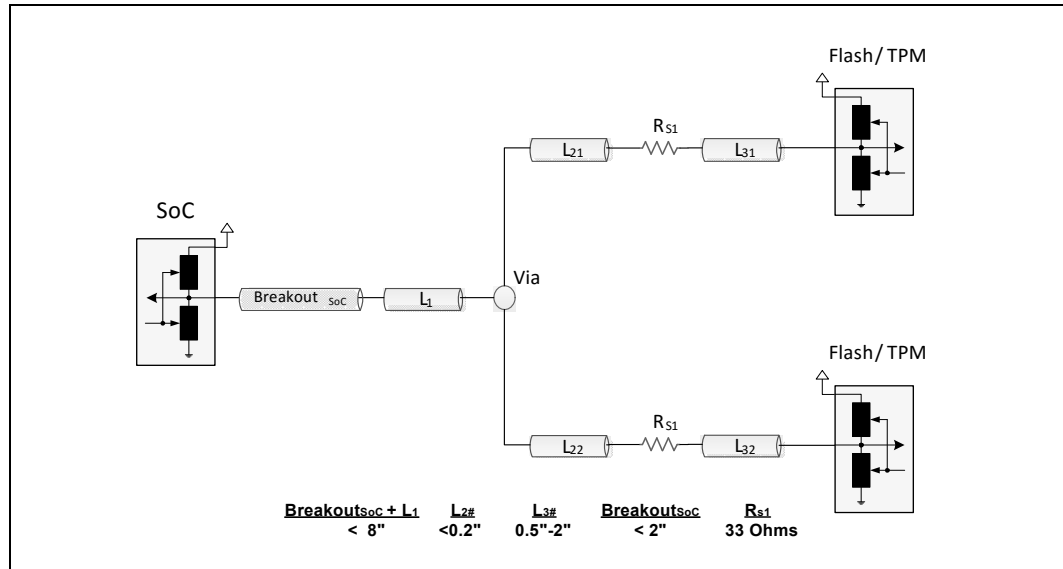 Flash/ TPM
RS1
L21
L31
SoC
Via
Breakout SoC
L1
Flash/ TPM
RS1
L22
L32
BreakoutSoC + L1 L2# L3# BreakoutSoC Rs1
< 8" <0.2" 0.5"-2" < 2" 33 Ohms